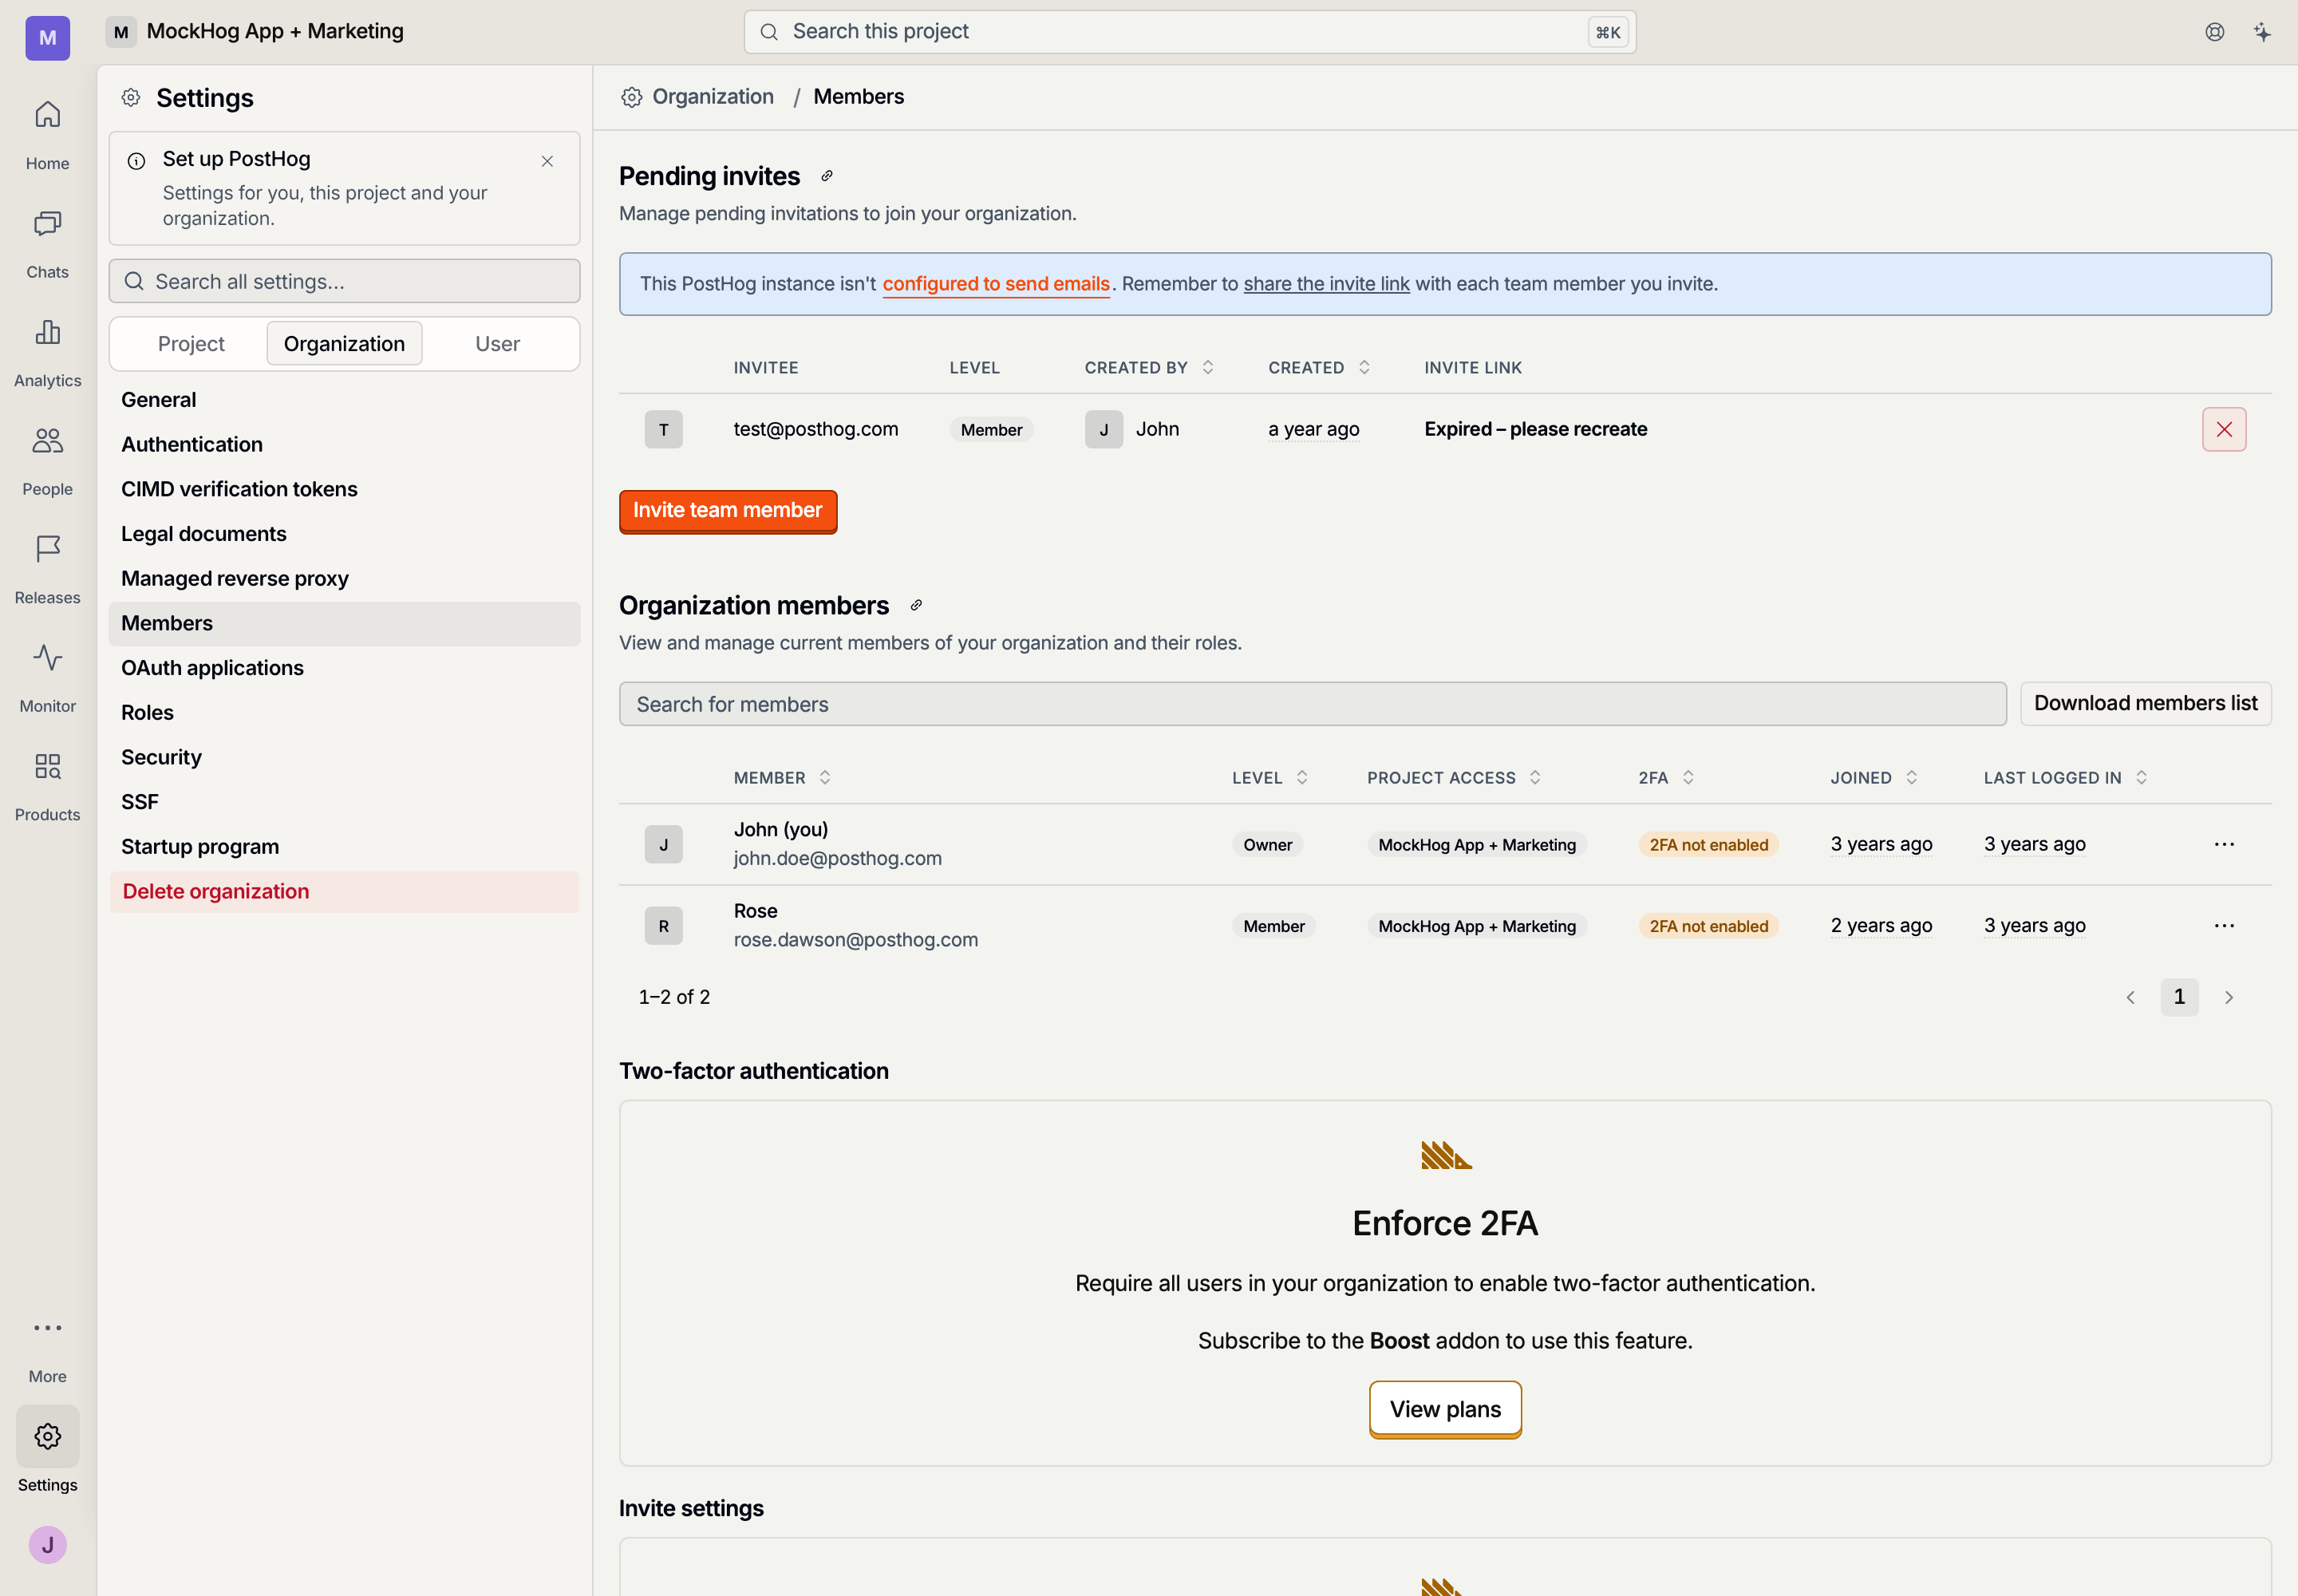 M
M MockHog App + Marketing
Search this project
⌘K
Home
Chats
Analytics
People
Releases
Monitor
Products
More
Settings
J
Settings
Set up PostHog
Settings for you, this project and your
organization.
Search all settings...
Project Organization User
General
Authentication
CIMD verification tokens
Legal documents
Managed reverse proxy
Members
OAuth applications
Roles
Security
SSF
Startup program
Delete organization
Organization / Members
Pending invites
Manage pending invitations to join your organization.
This PostHog instance isn't configured to send emails. Remember to share the invite link with each team member you invite.
INVITEE LEVEL CREATED BY CREATED INVITE LINK
T test@posthog.com Member J John a year ago Expired – please recreate
Invite team member
Organization members
View and manage current members of your organization and their roles.
Search for members
Download members list
MEMBER LEVEL PROJECT ACCESS 2FA JOINED LAST LOGGED IN
J John (you) Owner MockHog App + Marketing 2FA not enabled 3 years ago 3 years ago
john.doe@posthog.com
R Rose Member MockHog App + Marketing 2FA not enabled 2 years ago 3 years ago
rose.dawson@posthog.com
1–2 of 2
1
Two-factor authentication
Enforce 2FA
Require all users in your organization to enable two-factor authentication.
Subscribe to the Boost addon to use this feature.
View plans
Invite settings